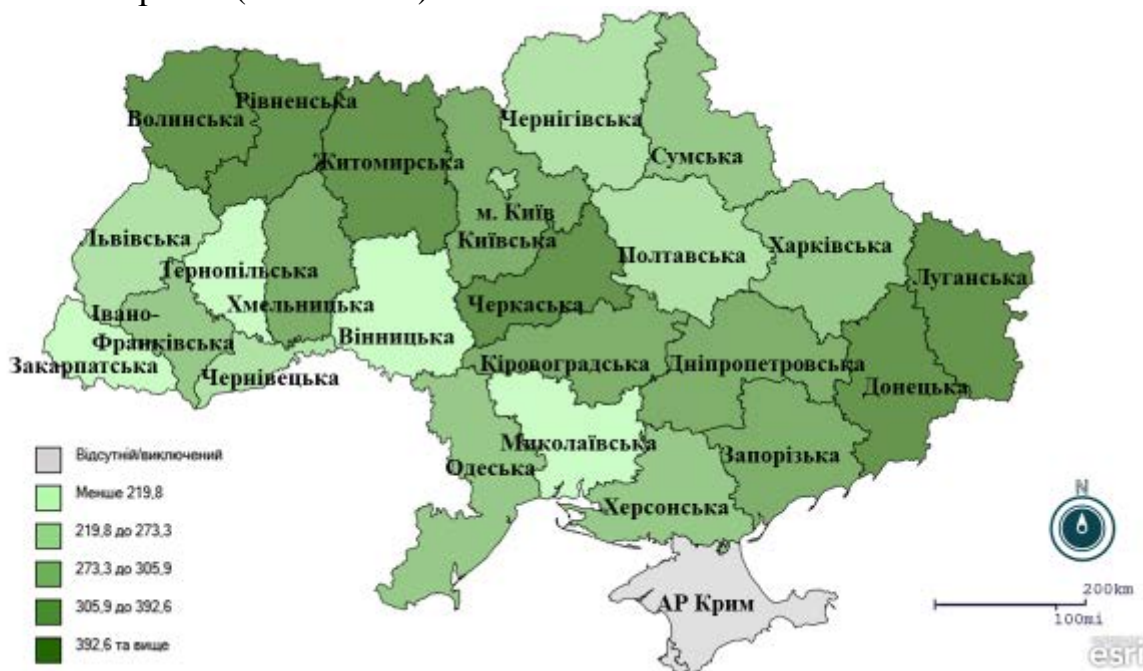 Волинська
Рівненська
Житомирська
Чернігівська
Сумська
м. Київ
Київська
Львівська
Тернопільська
Хмельницька
Вінницька
Черкаська
Полтавська
Харківська
Луганська
Івано-
Франківська
Закарпатська
Чернівецька
Кіровоградська
Дніпропетровська
Донецька
Одеська
Миколаївська
Запорізька
Херсонська
АР Крим
Відсутній/виключений
Менше 219,8
219,8 до 273,3
273,3 до 305,9
305,9 до 392,6
392,6 та вище
N
200km
100mi
esri